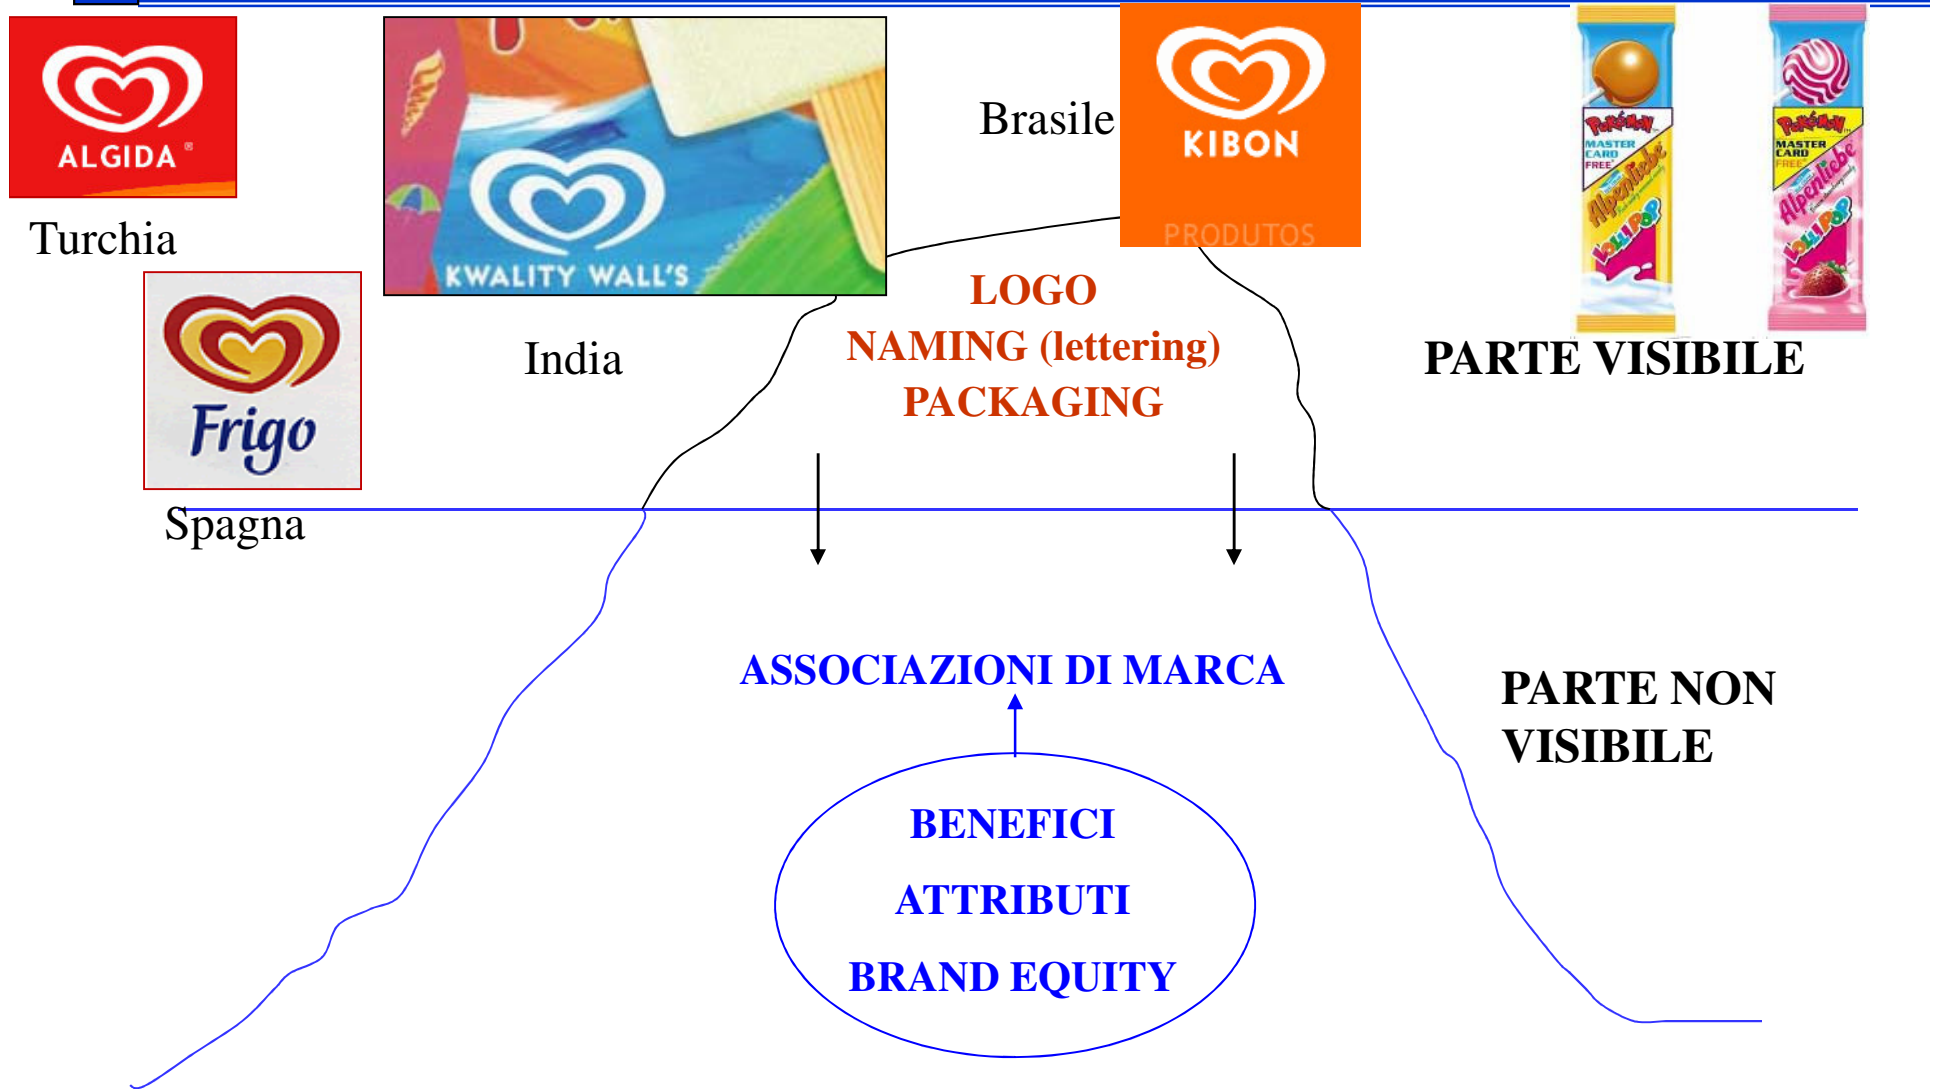 ALGIDA ®
Turchia
KWALITY WALL'S
India
Brasile
KIBON
PRODUTOS
Pokémon
MASTER
CARD
FREE
Alpenliebe
LOLLIPOP
Pokémon
MASTER
CARD
FREE
Alpenliebe
LOLLIPOP
Frigo
Spagna
LOGO
NAMING (lettering)
PACKAGING
PARTE VISIBILE
ASSOCIAZIONI DI MARCA
PARTE NON
VISIBILE
BENEFICI
ATTRIBUTI
BRAND EQUITY